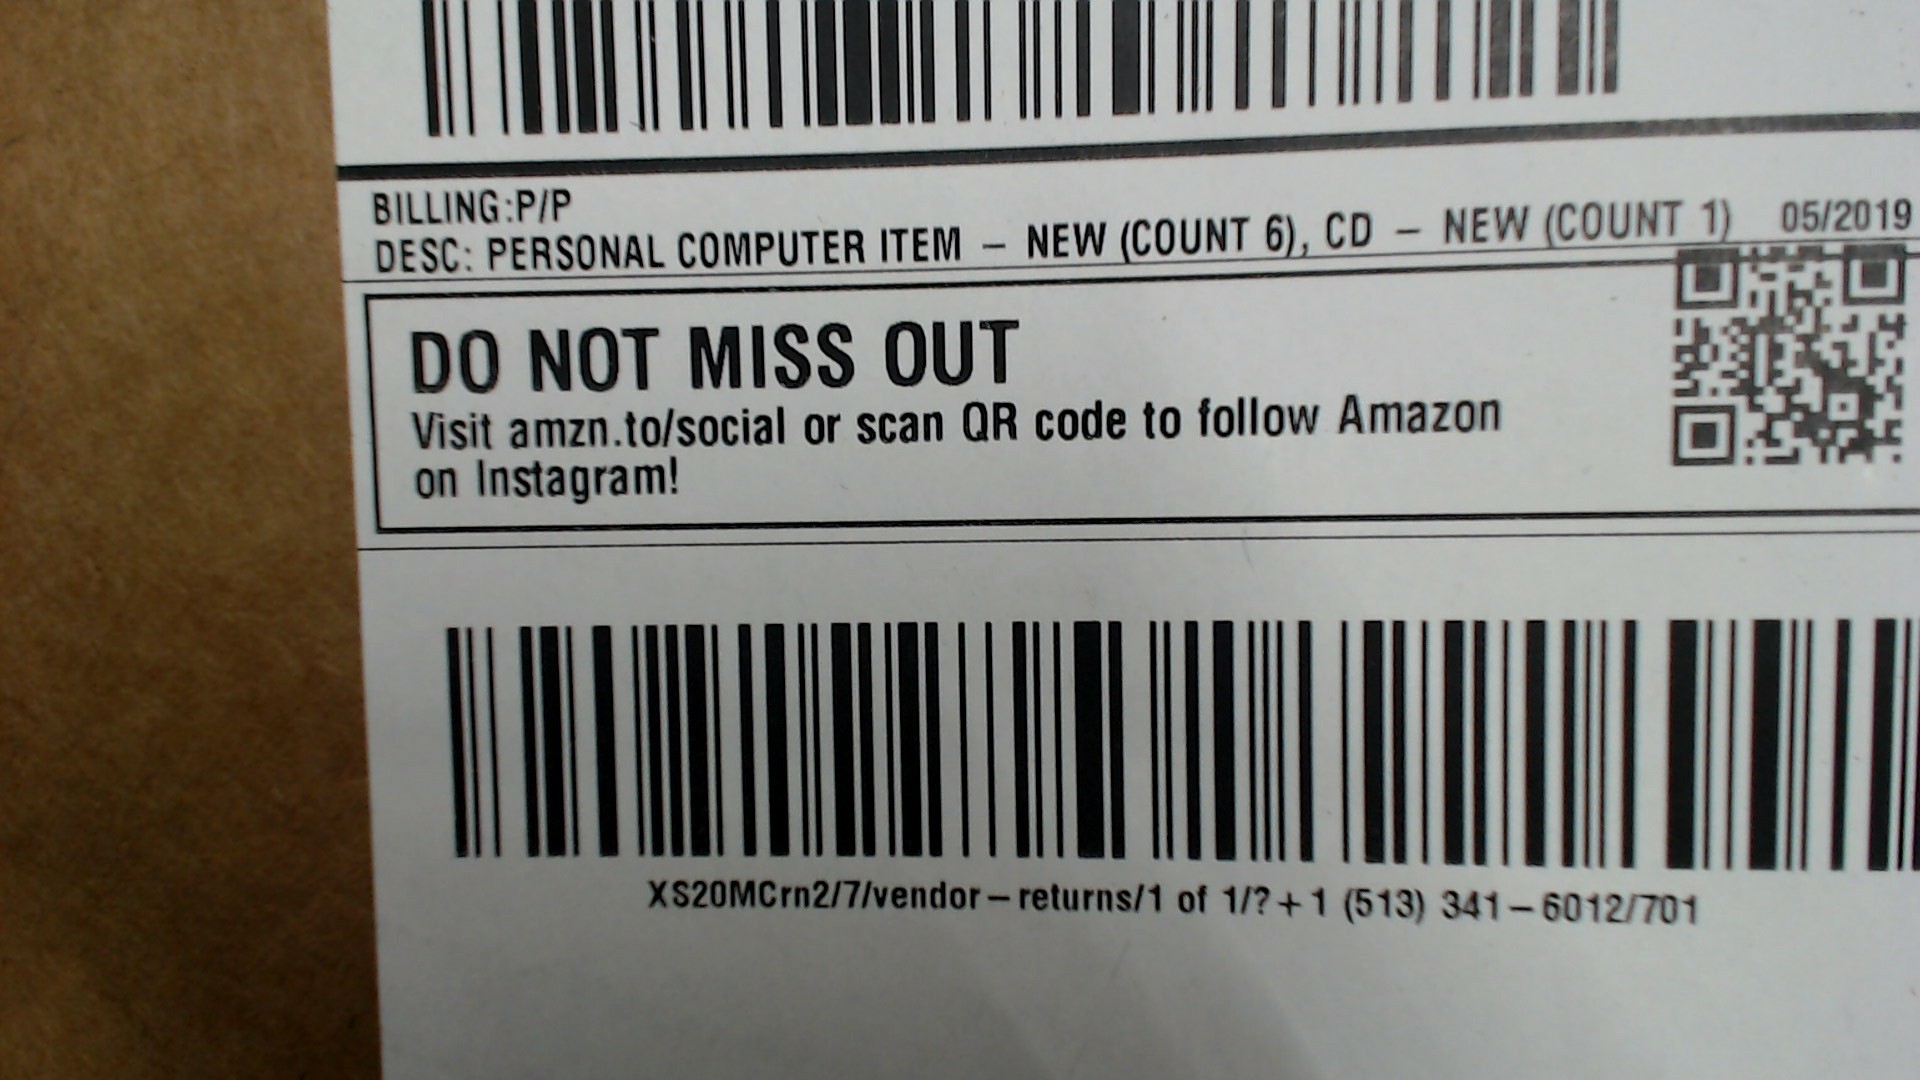 BILLING:P/P
DESC: PERSONAL COMPUTER ITEM – NEW (COUNT 6), CD – NEW (COUNT 1) 05/2019
DO NOT MISS OUT
Visit amzn.to/social or scan QR code to follow Amazon
on Instagram!
XS20MCrn2/7/vendor–returns/1 of 1/?+1 (513) 341–6012/701